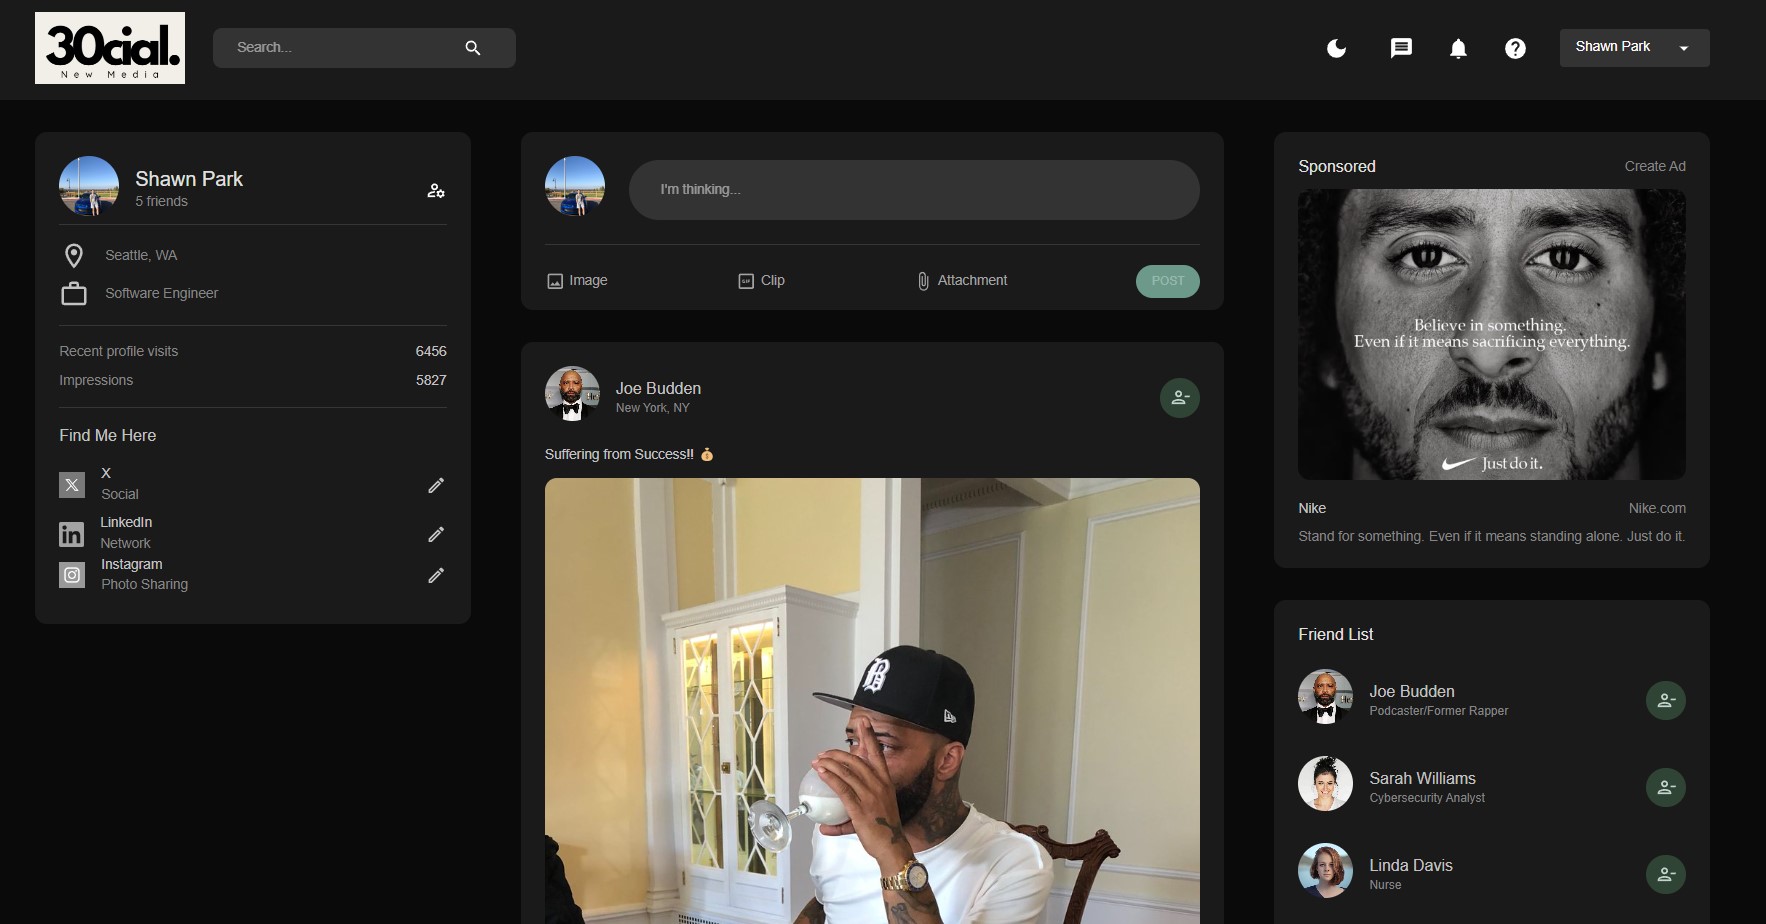 30cial.
New Media
Search...
Shawn Park
Shawn Park
5 friends
Seattle, WA
Software Engineer
Recent profile visits 6456
Impressions 5827
Find Me Here
X
Social
LinkedIn
Network
Instagram
Photo Sharing
I'm thinking...
Image
GIF Clip
Attachment
POST
Joe Budden
New York, NY
Suffering from Success!! 💰
B
Sponsored Create Ad
Believe in something.
Even if it means sacrificing everything.
Just do it.
Nike Nike.com
Stand for something. Even if it means standing alone. Just do it.
Friend List
Joe Budden
Podcaster/Former Rapper
Sarah Williams
Cybersecurity Analyst
Linda Davis
Nurse